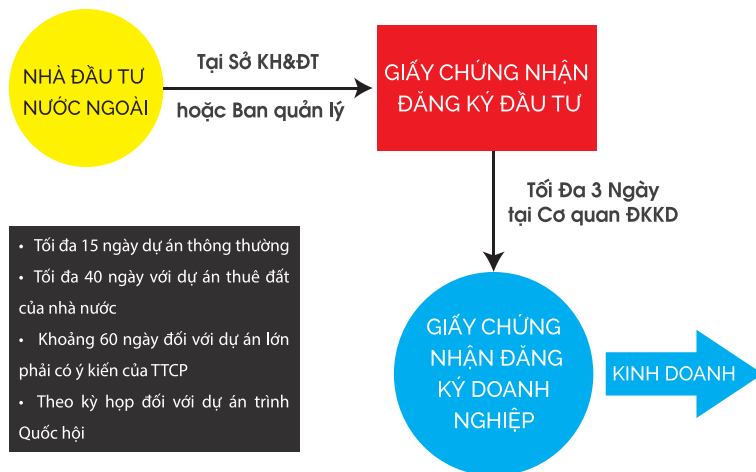 NHÀ ĐẦU TƯ
NƯỚC NGOÀI
Tại Sở KH&ĐT
hoặc Ban quản lý
GIẤY CHỨNG NHẬN
ĐĂNG KÝ ĐẦU TƯ
Tối Đa 3 Ngày
tại Cơ quan ĐKKD
• Tối đa 15 ngày dự án thông thường
• Tối đa 40 ngày với dự án thuê đất
của nhà nước
• Khoảng 60 ngày đối với dự án lớn
phải có ý kiến của TTCP
• Theo kỳ họp đối với dự án trình
Quốc hội
GIẤY CHỨNG
NHẬN ĐĂNG
KÝ DOANH
NGHIỆP
KINH DOANH